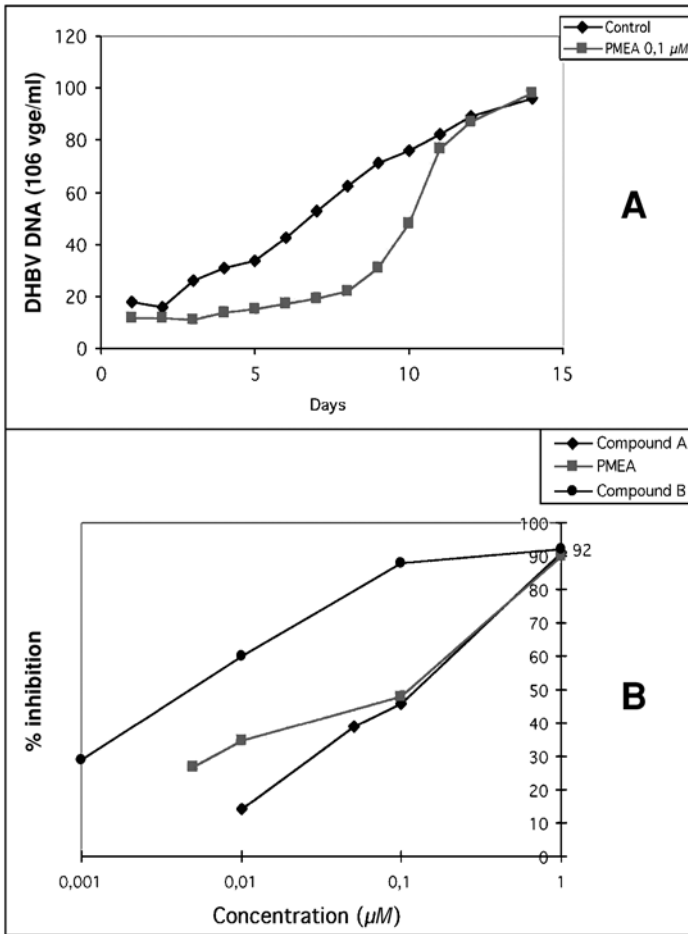 Control
PMEA 0,1 µM
120
100
80
60
40
20
0
DHBV DNA (106 vge/ml)
0
5
10
15
Days
A
Compound A
PMEA
Compound B
100
90
80
70
60
50
40
30
20
10
0
92
% inhibition
0,001
0,01
0,1
1
Concentration (µM)
B